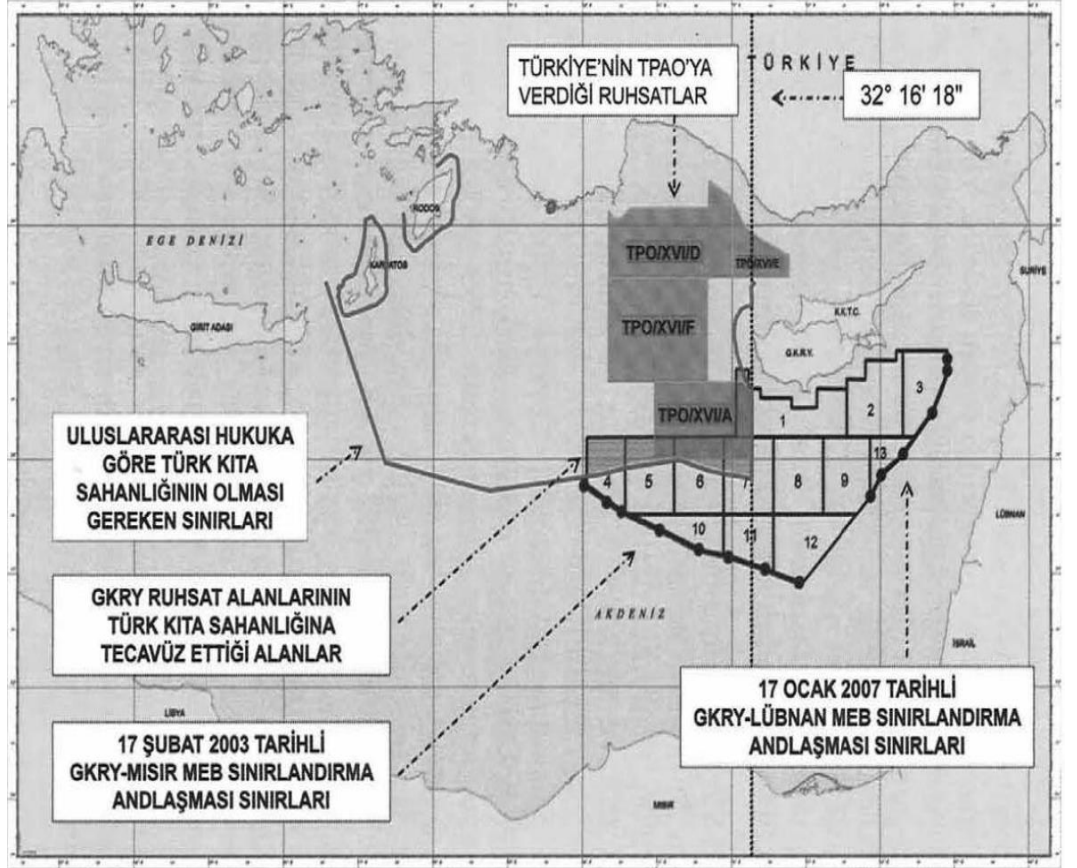 TÜRKİYE'NİN TPAO'YA
VERDİĞİ RUHSATLAR
TÜRKİYE
32° 16' 18"
RODOS
EGE DENİZİ
TPO/XVI/D
TPO/XVI/E
SURİYE
GİRİT ADASI
TPO/XVI/F
K.K.T.C.
G.K.R.Y.
TPO/XVI/A
1
2
3
ULUSLARARASI HUKUKA
GÖRE TÜRK KITA
SAHANLIĞININ OLMASI
GEREKEN SINIRLARI
4
5
6
7
8
9
13
10
11
12
LÜBNAN
GKRY RUHSAT ALANLARININ
TÜRK KITA SAHANLIĞINA
TECAVÜZ ETTİĞİ ALANLAR
AKDENİZ
İSRAİL
LİBYA
17 ŞUBAT 2003 TARİHLİ
GKRY-MISIR MEB SINIRLANDIRMA
ANDLAŞMASI SINIRLARI
17 OCAK 2007 TARİHLİ
GKRY-LÜBNAN MEB SINIRLANDIRMA
ANDLAŞMASI SINIRLARI
MISIR